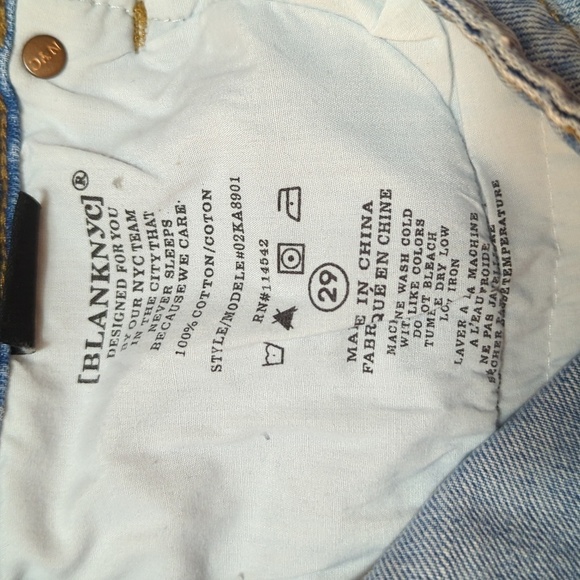 [BLANKNYC]®
DESIGNED FOR YOU
BY OUR NYC TEAM
IN THE CITY THAT
NEVER SLEEPS
BECAUSE WE CARE.
100% COTTON/COTON
STYLE/MODELE#02KA8901
RN#114542
29
MADE IN CHINA
FABRIQUÉ EN CHINE
MACINE WASH COLD
WITH LIKE COLORS
DO NOT BLEACH
TUMBLE DRY LOW
LOW IRON
LAVER A LA MACHINE
A L'EAU FROIDE
NE PAS
SECHER BASSE TEMPERATURE
O&N